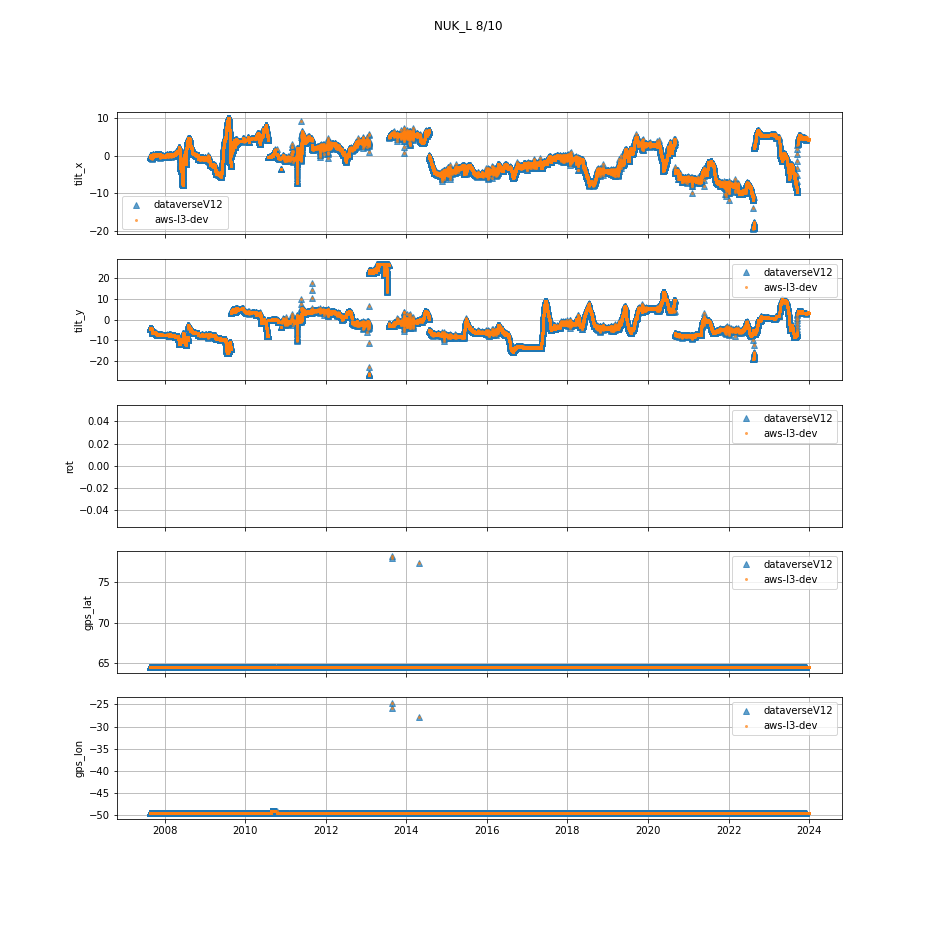 NUK_L 8/10
10
0
−10
−20
tilt_x
dataverseV12
aws-l3-dev
20
10
0
−10
−20
tilt_y
dataverseV12
aws-l3-dev
0.04
0.02
0.00
−0.02
−0.04
rot
dataverseV12
aws-l3-dev
75
70
65
gps_lat
dataverseV12
aws-l3-dev
−25
−30
−35
−40
−45
−50
gps_lon
dataverseV12
aws-l3-dev
2008 2010 2012 2014 2016 2018 2020 2022 2024